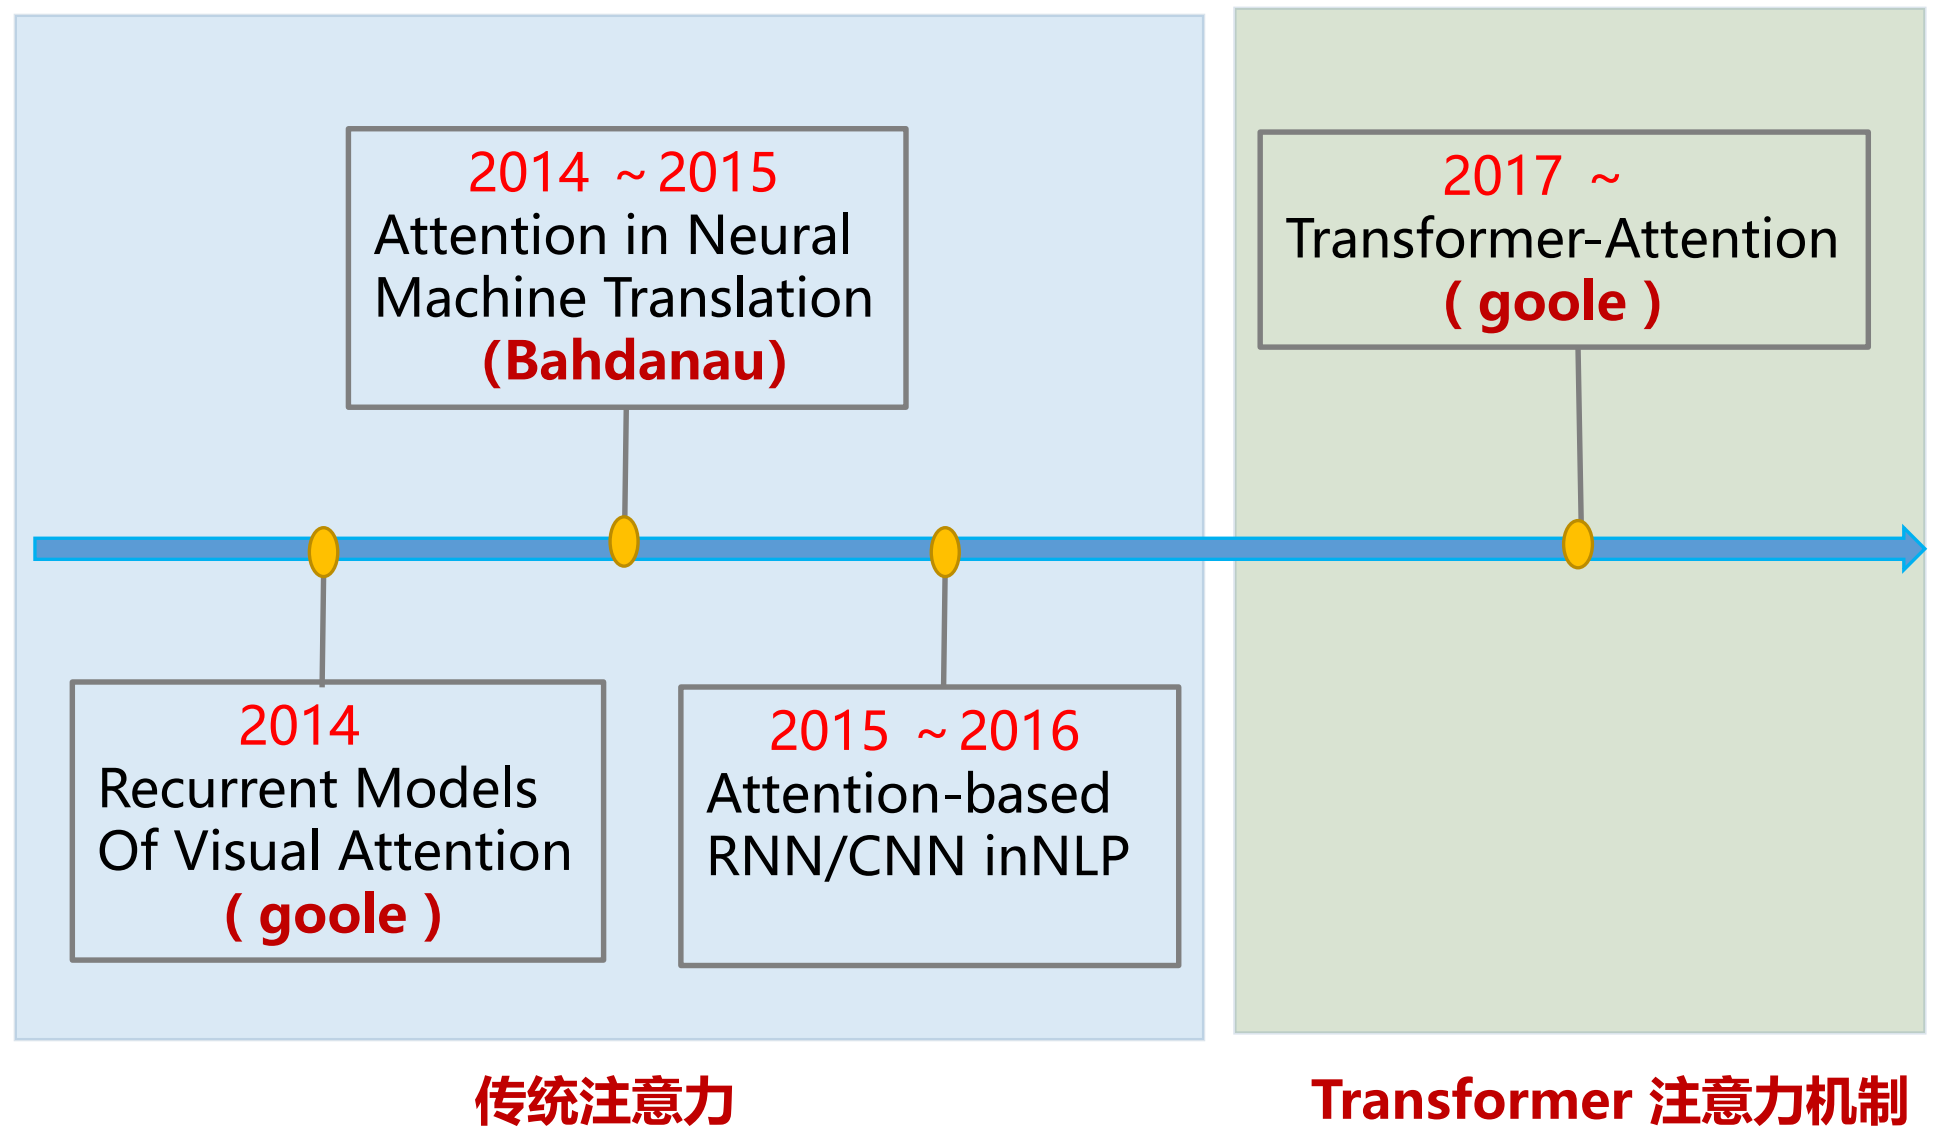 2014 ~2015
Attention in Neural
Machine Translation
(Bahdanau)
2017 ~
Transformer-Attention
( goole )
2014
Recurrent Models
Of Visual Attention
( goole )
2015 ~2016
Attention-based
RNN/CNN inNLP
传统注意力
Transformer 注意力机制